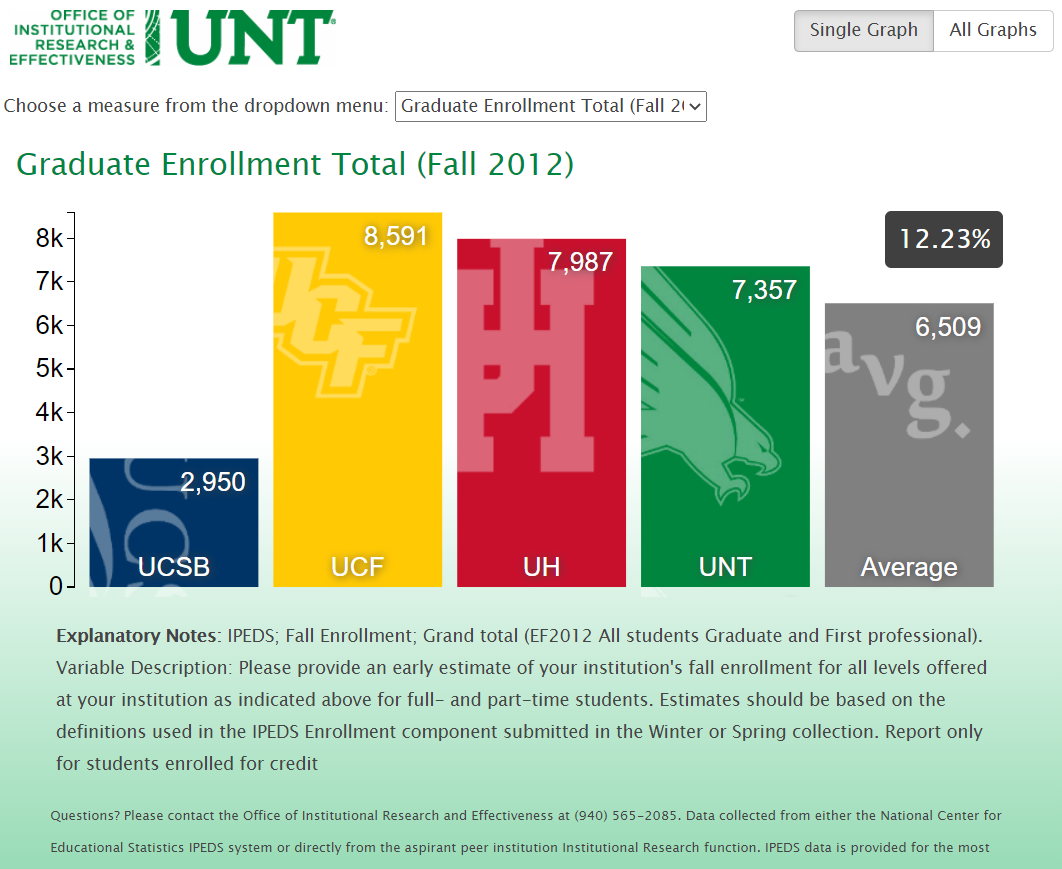 OFFICE OF
INSTITUTIONAL
RESEARCH &
EFFECTIVENESS
UNT
Single Graph
All Graphs
Choose a measure from the dropdown menu:
Graduate Enrollment Total (Fall 2
Graduate Enrollment Total (Fall 2012)
12.23%
8k
7k
6k
5k
4k
3k
2k
1k
0
2,950
8,591
7,987
7,357
6,509
UCF
avg.
UCSB
UCF
UH
UNT
Average
Explanatory Notes: IPEDS; Fall Enrollment; Grand total (EF2012 All students Graduate and First professional).
Variable Description: Please provide an early estimate of your institution's fall enrollment for all levels offered
at your institution as indicated above for full- and part-time students. Estimates should be based on the
definitions used in the IPEDS Enrollment component submitted in the Winter or Spring collection. Report only
for students enrolled for credit
Questions? Please contact the Office of Institutional Research and Effectiveness at (940) 565-2085. Data collected from either the National Center for
Educational Statistics IPEDS system or directly from the aspirant peer institution Institutional Research function. IPEDS data is provided for the most